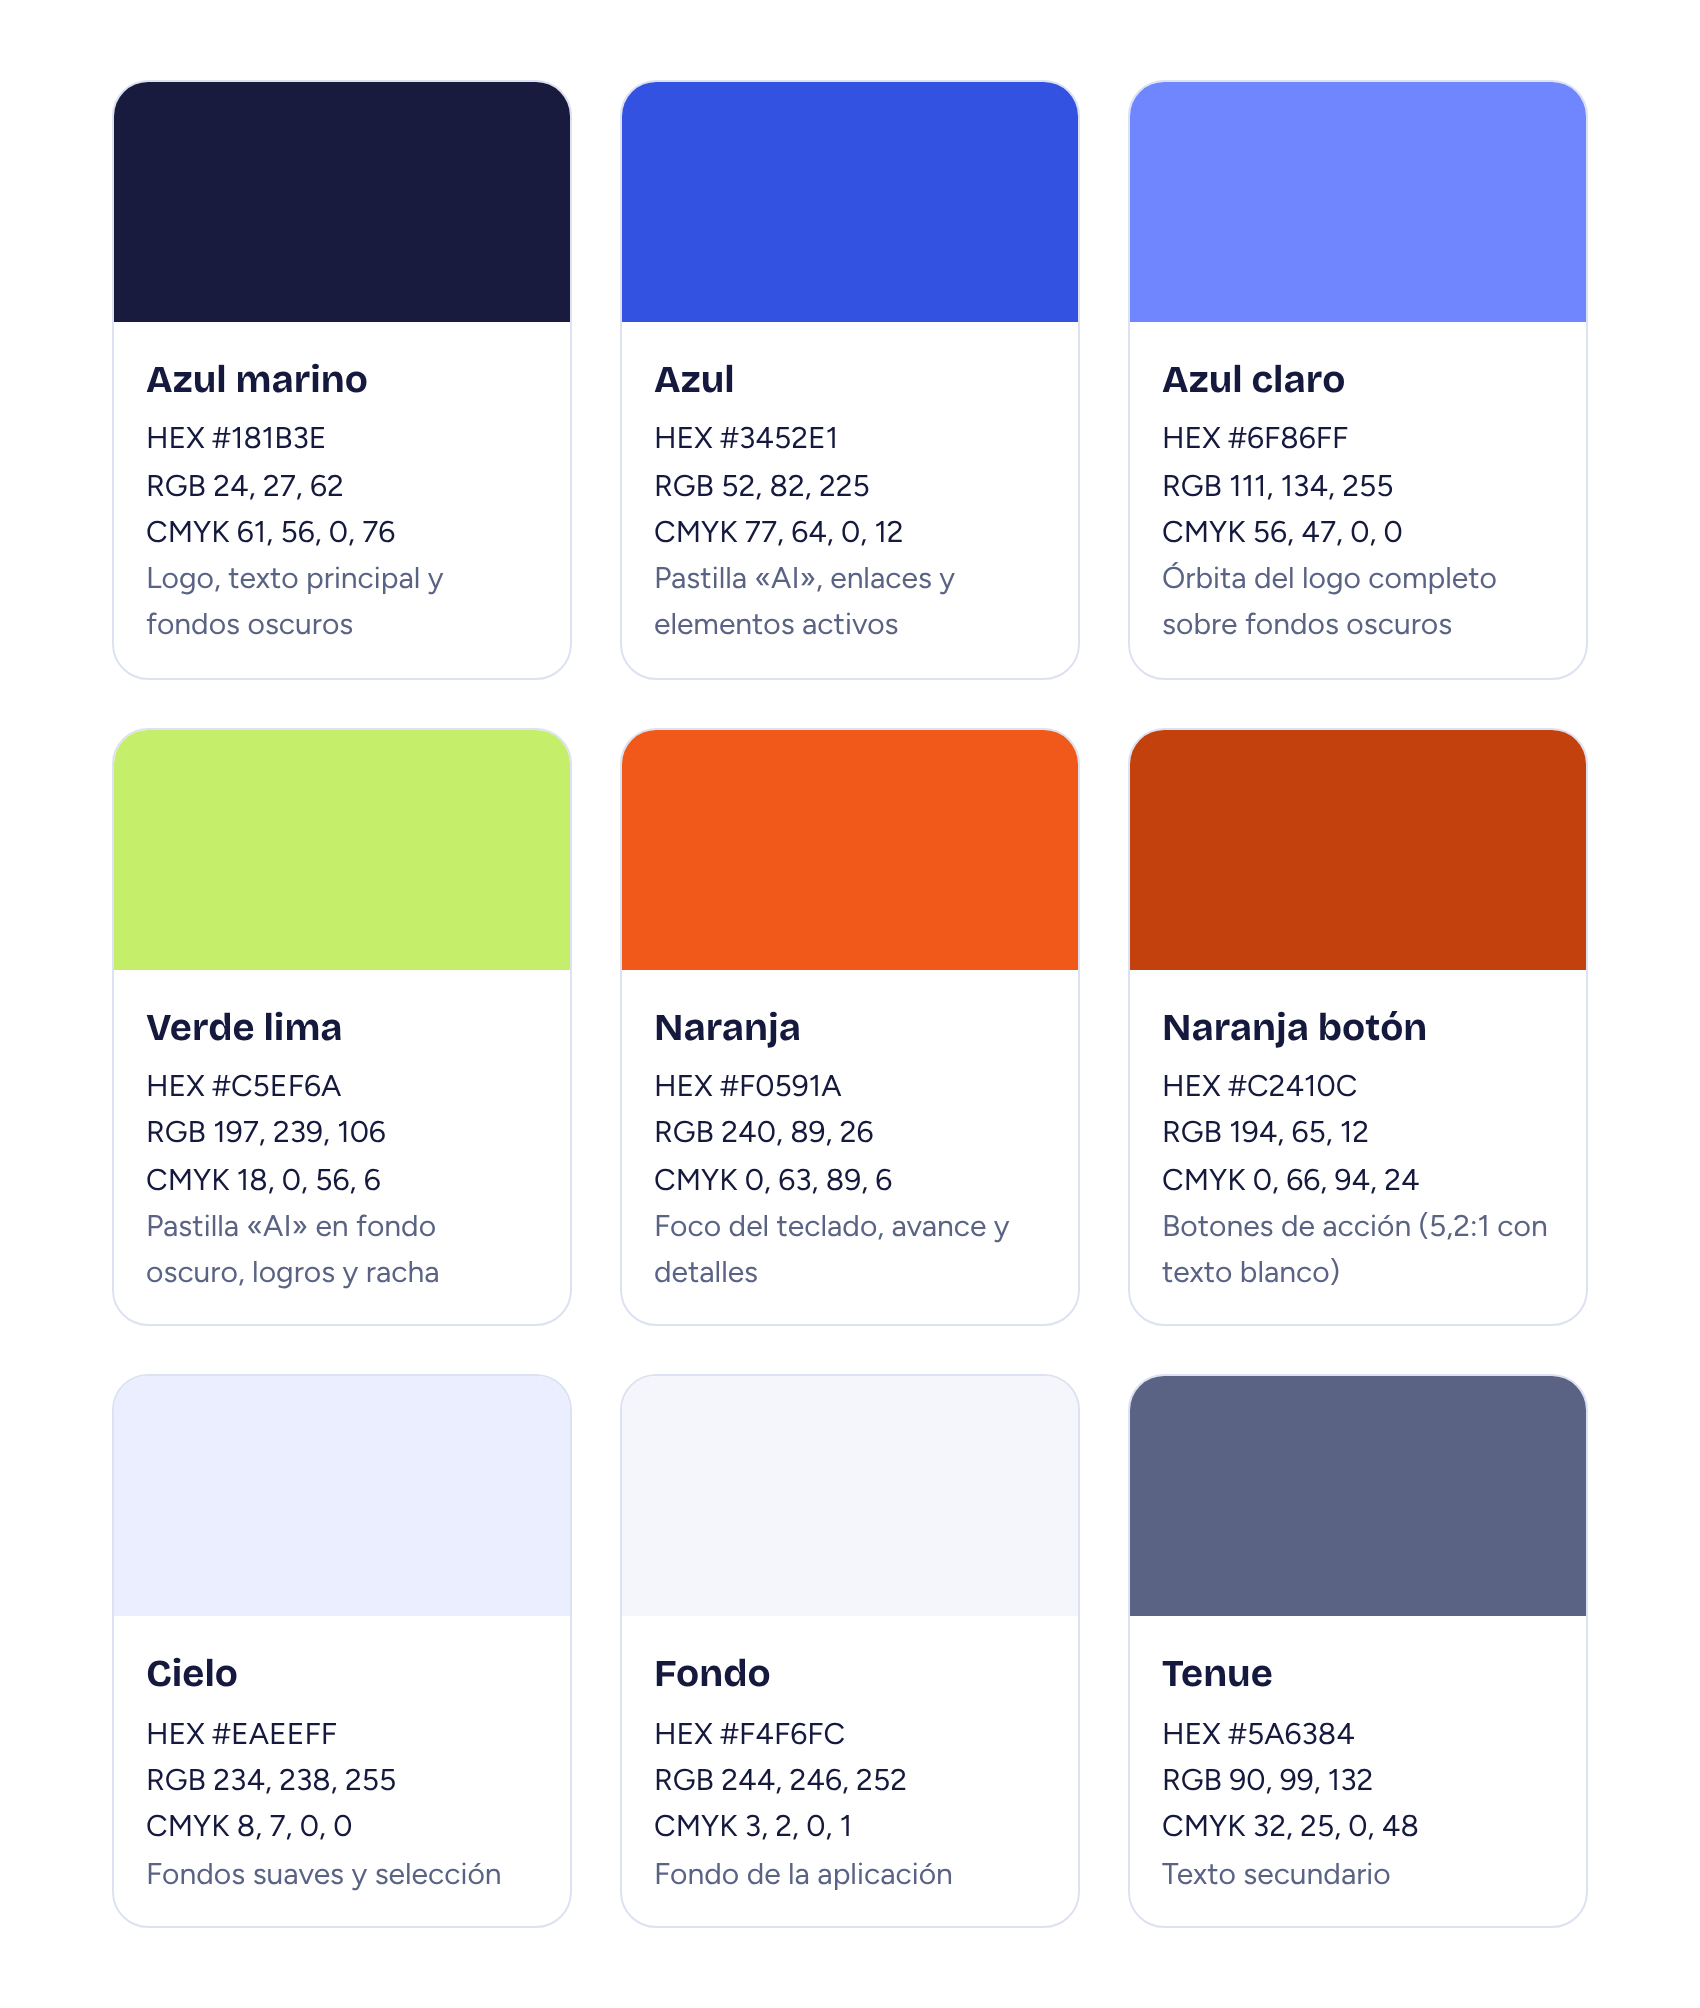 Azul marino
HEX #181B3E
RGB 24, 27, 62
CMYK 61, 56, 0, 76
Logo, texto principal y
fondos oscuros
Azul
HEX #3452E1
RGB 52, 82, 225
CMYK 77, 64, 0, 12
Pastilla «AI», enlaces y
elementos activos
Azul claro
HEX #6F86FF
RGB 111, 134, 255
CMYK 56, 47, 0, 0
Órbita del logo completo
sobre fondos oscuros
Verde lima
HEX #C5EF6A
RGB 197, 239, 106
CMYK 18, 0, 56, 6
Pastilla «AI» en fondo
oscuro, logros y racha
Naranja
HEX #F0591A
RGB 240, 89, 26
CMYK 0, 63, 89, 6
Foco del teclado, avance y
detalles
Naranja botón
HEX #C2410C
RGB 194, 65, 12
CMYK 0, 66, 94, 24
Botones de acción (5,2:1 con
texto blanco)
Cielo
HEX #EAEEFF
RGB 234, 238, 255
CMYK 8, 7, 0, 0
Fondos suaves y selección
Fondo
HEX #F4F6FC
RGB 244, 246, 252
CMYK 3, 2, 0, 1
Fondo de la aplicación
Tenue
HEX #5A6384
RGB 90, 99, 132
CMYK 32, 25, 0, 48
Texto secundario